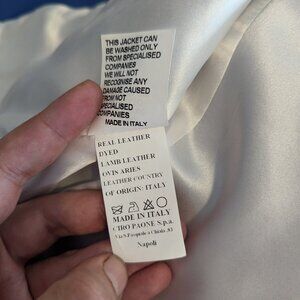 THIS JACKET CAN
BE WASHED ONLY
FROM SPECIALISED
COMPANIES
WE WILL NOT
RECOGNISE ANY
DAMAGE CAUSED
FROM NOT
SPECIALISED
COMPANIES
MADE IN ITALY
REAL LEATHER
DYED
LAMB LEATHER
OVIS ARIES
LEATHER COUNTRY
OF ORIGIN: ITALY
MADE IN ITALY
CIRO PAONE S.p.a.
Napoli